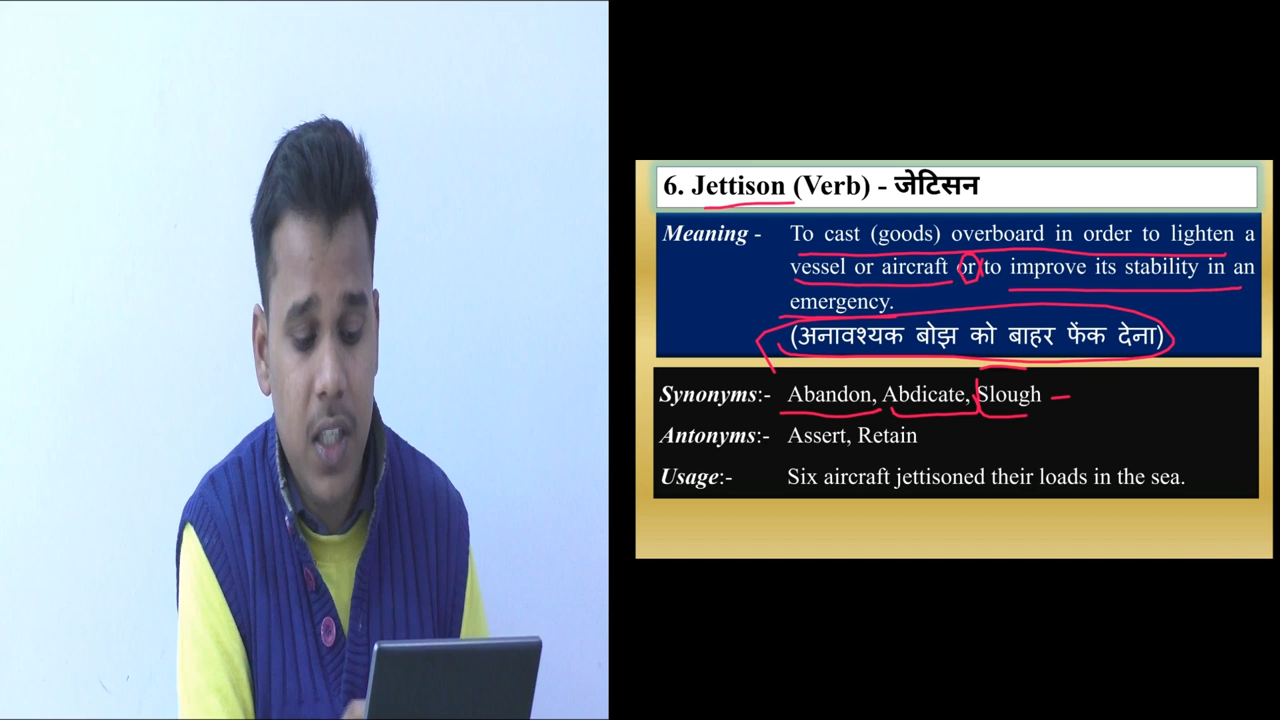 6. Jettison (Verb) - जेटिसन
Meaning - To cast (goods) overboard in order to lighten a
vessel or aircraft or to improve its stability in an
emergency.
(अनावश्यक बोझ को बाहर फेंक देना)
Synonyms:- Abandon, Abdicate, Slough
Antonyms:- Assert, Retain
Usage:- Six aircraft jettisoned their loads in the sea.